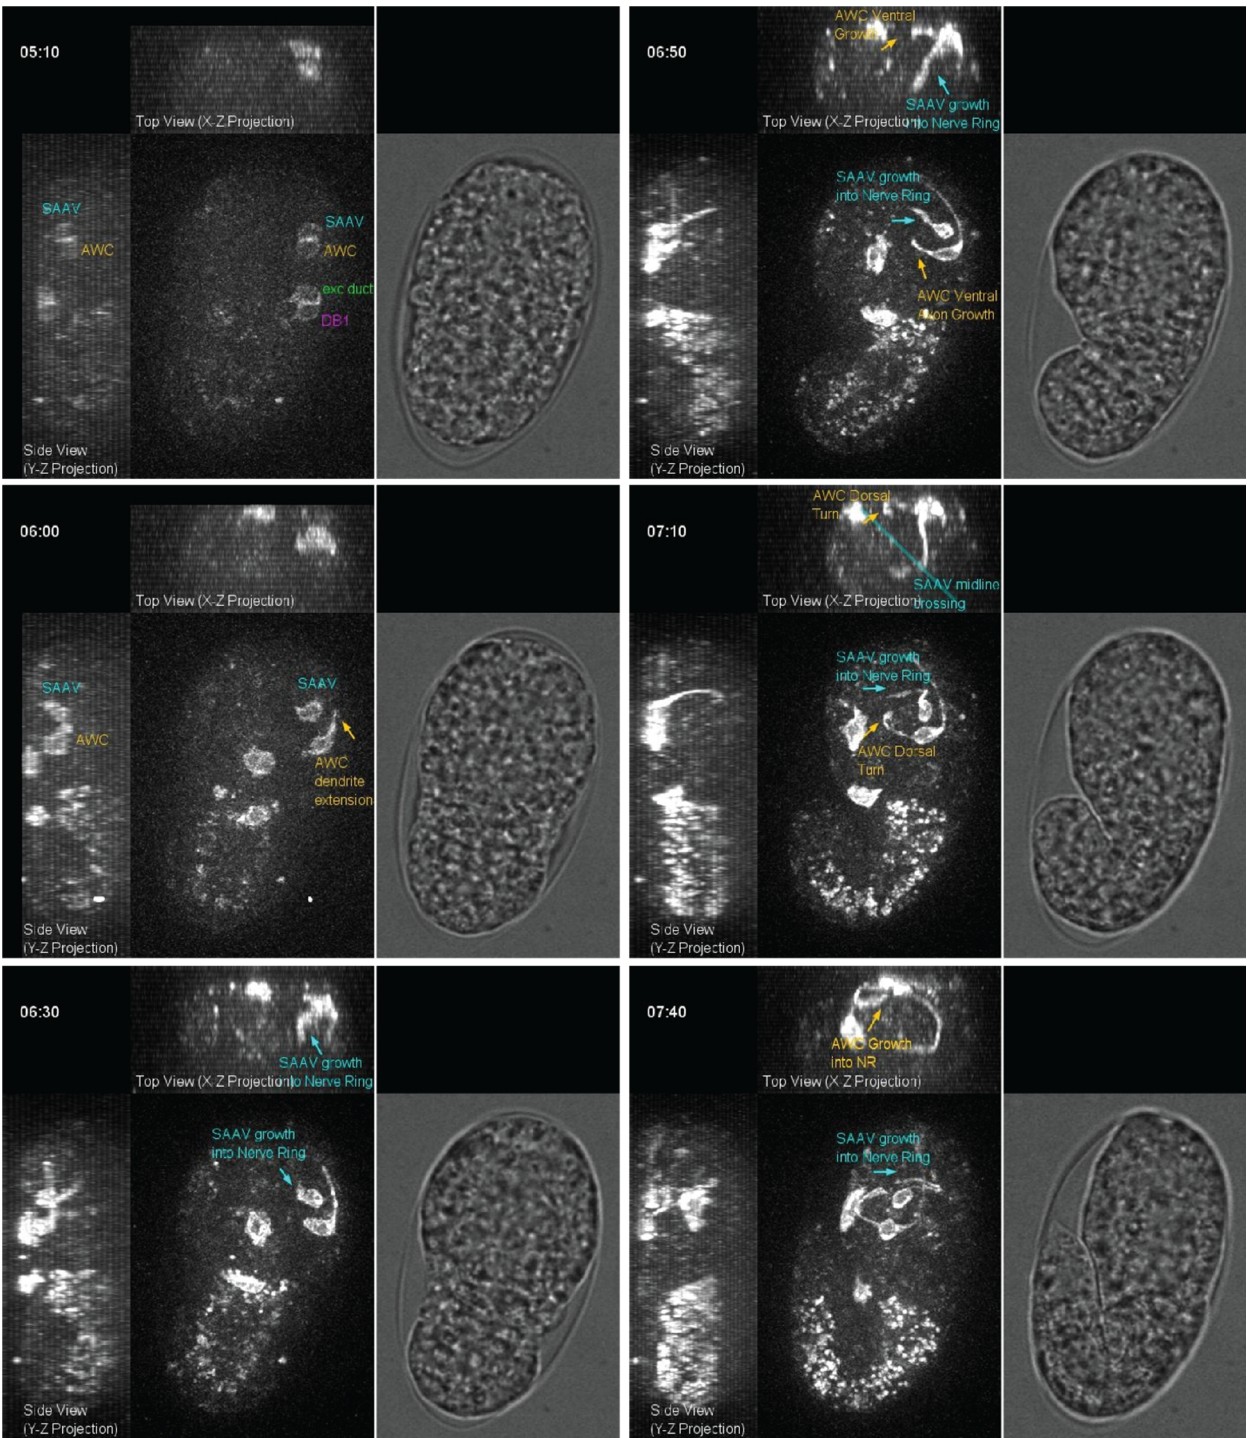 05:10
Top View (X-Z Projection)
SAAV
AWC
SAAV
AWC
exc duct
DB1
Side View
(Y-Z Projection)
06:00
Top View (X-Z Projection)
SAAV
AWC
SAAV
AWC
dendrite
extension
Side View
(Y-Z Projection)
06:30
SAAV growth
into Nerve Ring
Top View (X-Z Projection)
SAAV growth
into Nerve Ring
Side View
(Y-Z Projection)
06:50
AWC Ventral
Growth
SAAV growth
into Nerve Ring
Top View (X-Z Projection)
SAAV growth
into Nerve Ring
AWC Ventral
Axon Growth
Side View
(Y-Z Projection)
07:10
AWC Dorsal
Turn
SAAV midline
crossing
Top View (X-Z Projection)
SAAV growth
into Nerve Ring
AWC Dorsal
Turn
Side View
(Y-Z Projection)
07:40
AWC Growth
into NR
Top View (X-Z Projection)
SAAV growth
into Nerve Ring
Side View
(Y-Z Projection)